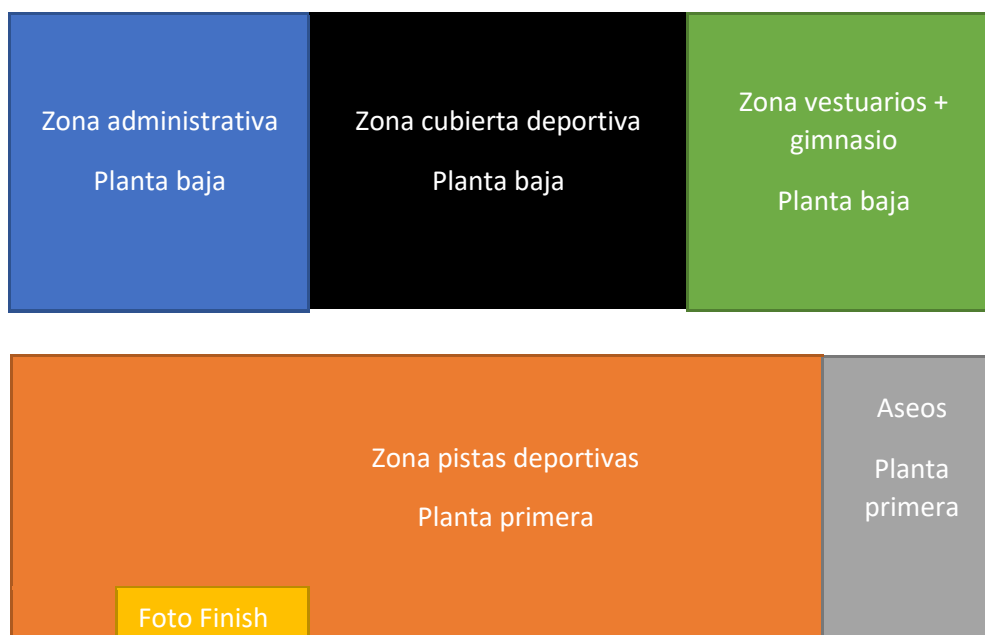 Zona administrativa
Planta baja
Zona cubierta deportiva
Planta baja
Zona vestuarios +
gimnasio
Planta baja
Zona pistas deportivas
Planta primera
Aseos
Planta
primera
Foto Finish